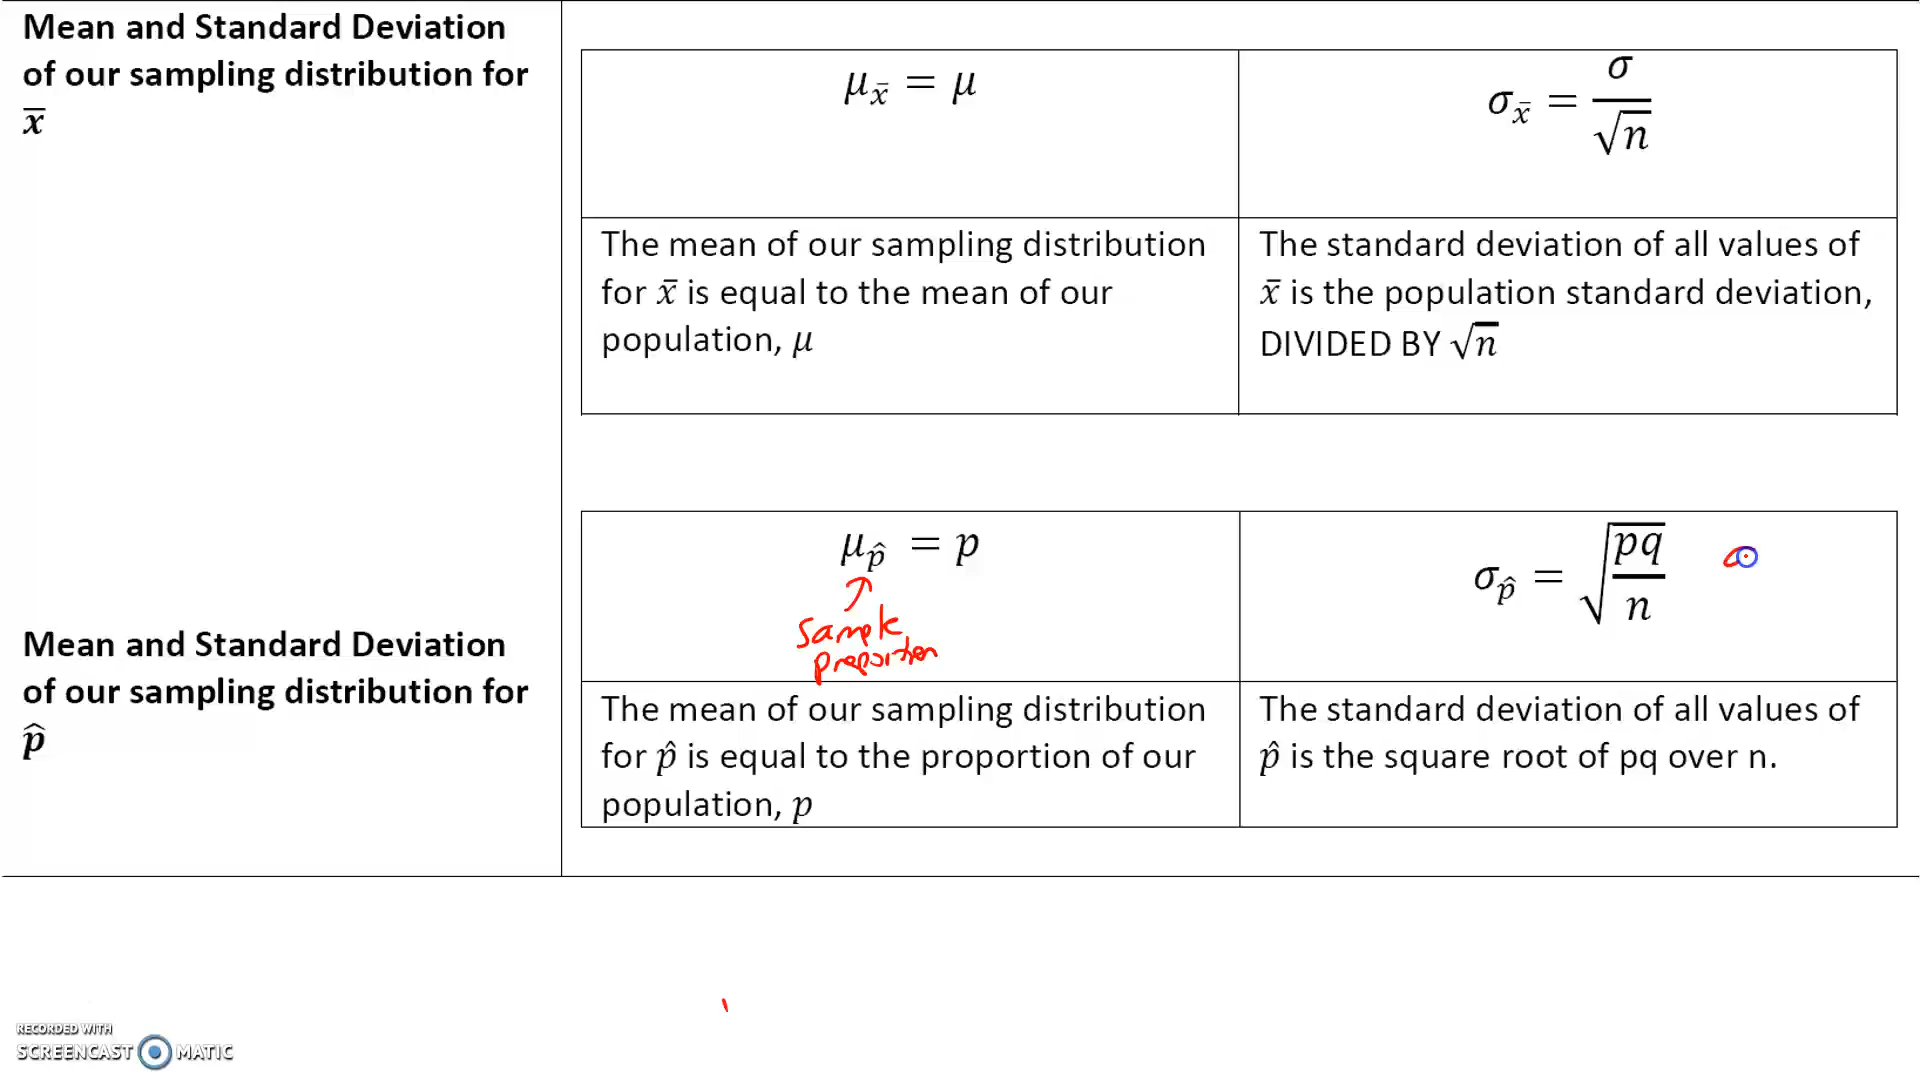 Mean and Standard Deviation
of our sampling distribution for
x̄
μx̄ = μ
σx̄ = σ/√n
The mean of our sampling distribution
for x̄ is equal to the mean of our
population, μ
The standard deviation of all values of
x̄ is the population standard deviation,
DIVIDED BY √n
Mean and Standard Deviation
of our sampling distribution for
p̂
μp̂ = p
sample
proportion
σp̂ = √(pq/n)
The mean of our sampling distribution
for p̂ is equal to the proportion of our
population, p
The standard deviation of all values of
p̂ is the square root of pq over n.
RECORDED WITH
SCREENCAST MATIC